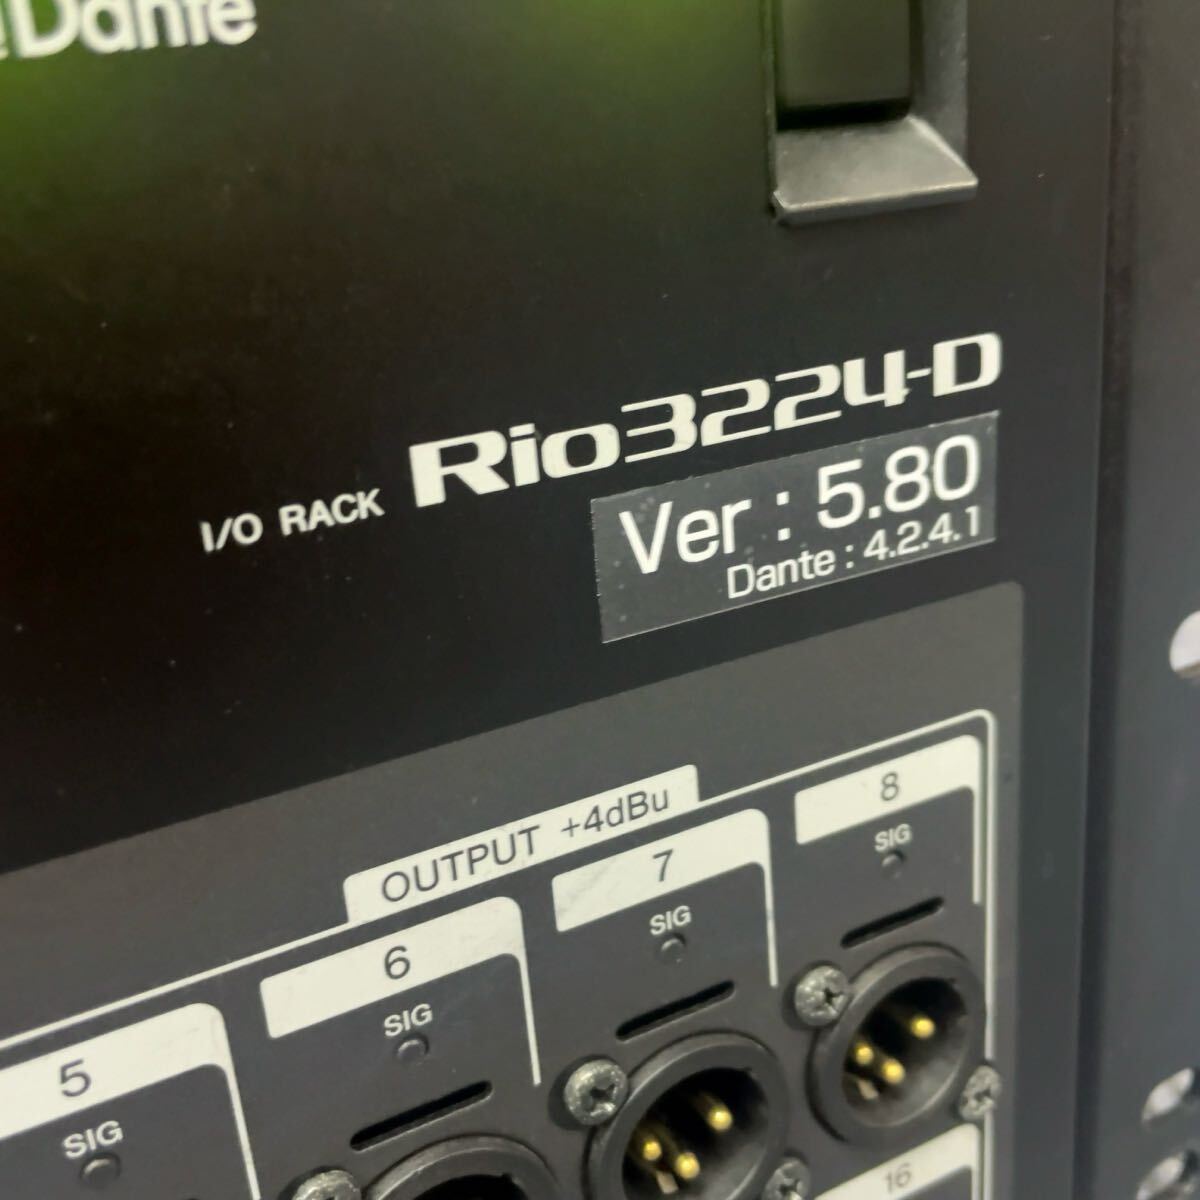 Dante
I/O RACK Rio3224-D
Ver : 5.80
Dante : 4.2.4.1
OUTPUT +4dBu
8
SIG
7
SIG
6
SIG
5
SIG
16